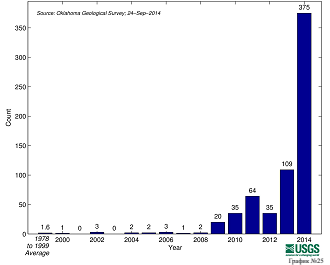 Source: Oklahoma Geological Survey; 24-Sep-2014
375
350
300
250
200
150
100
50
0
Count
1.6 1 0 3 0 2 2 3 1 2 20 35 64 35 109
1978 to 1999 Average
2000 2002 2004 2006 2008 2010 2012 2014
Year
USGS
График №25